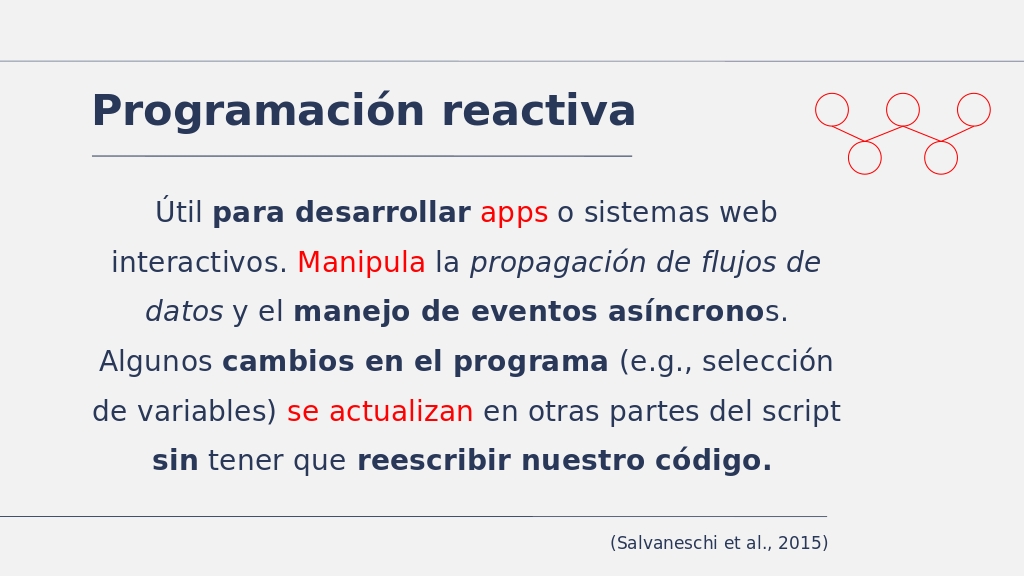 Programación reactiva
Útil para desarrollar apps o sistemas web
interactivos. Manipula la propagación de flujos de
datos y el manejo de eventos asíncronos.
Algunos cambios en el programa (e.g., selección
de variables) se actualizan en otras partes del script
sin tener que reescribir nuestro código.
(Salvaneschi et al., 2015)